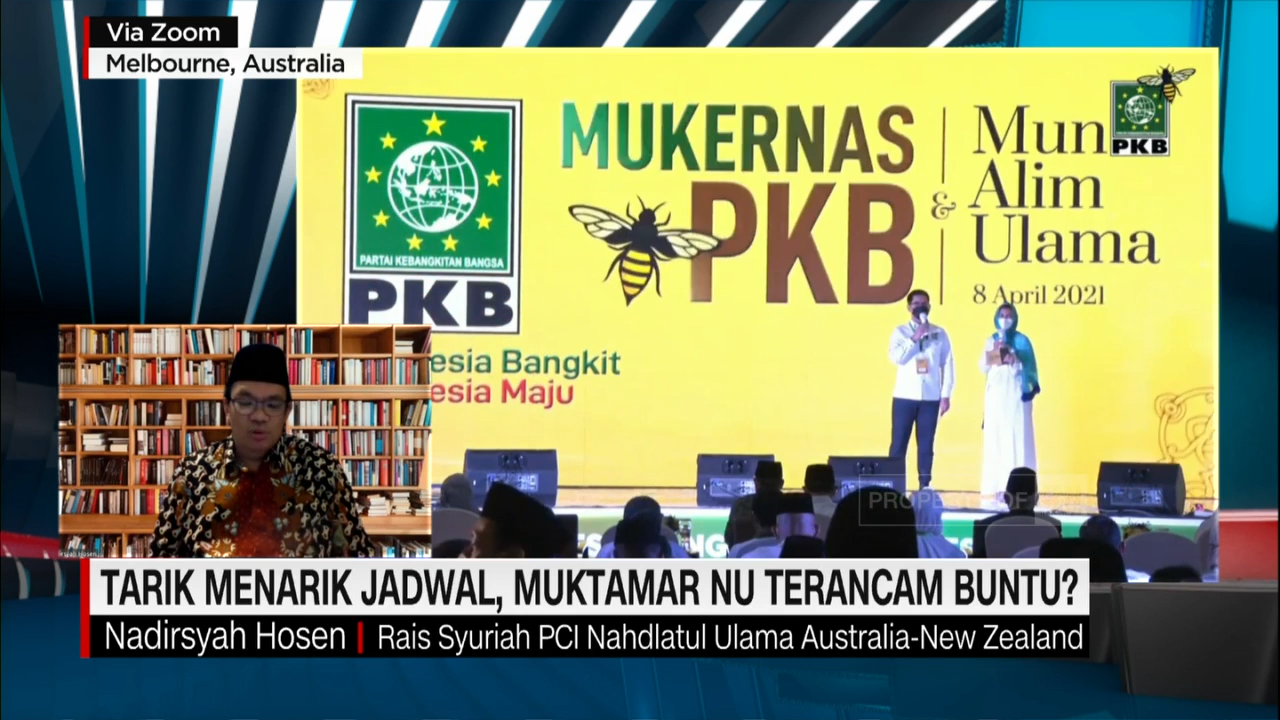 Via Zoom
Melbourne, Australia
PARTAI KEBANGKITAN BANGSA
PKB
MUKERNAS
PKB
&
Mun
Alim
Ulama
8 April 2021
PKB
esia Bangkit
esia Maju
Hosen
TARIK MENARIK JADWAL, MUKTAMAR NU TERANCAM BUNTU?
Nadirsyah Hosen | Rais Syuriah PCI Nahdlatul Ulama Australia-New Zealand